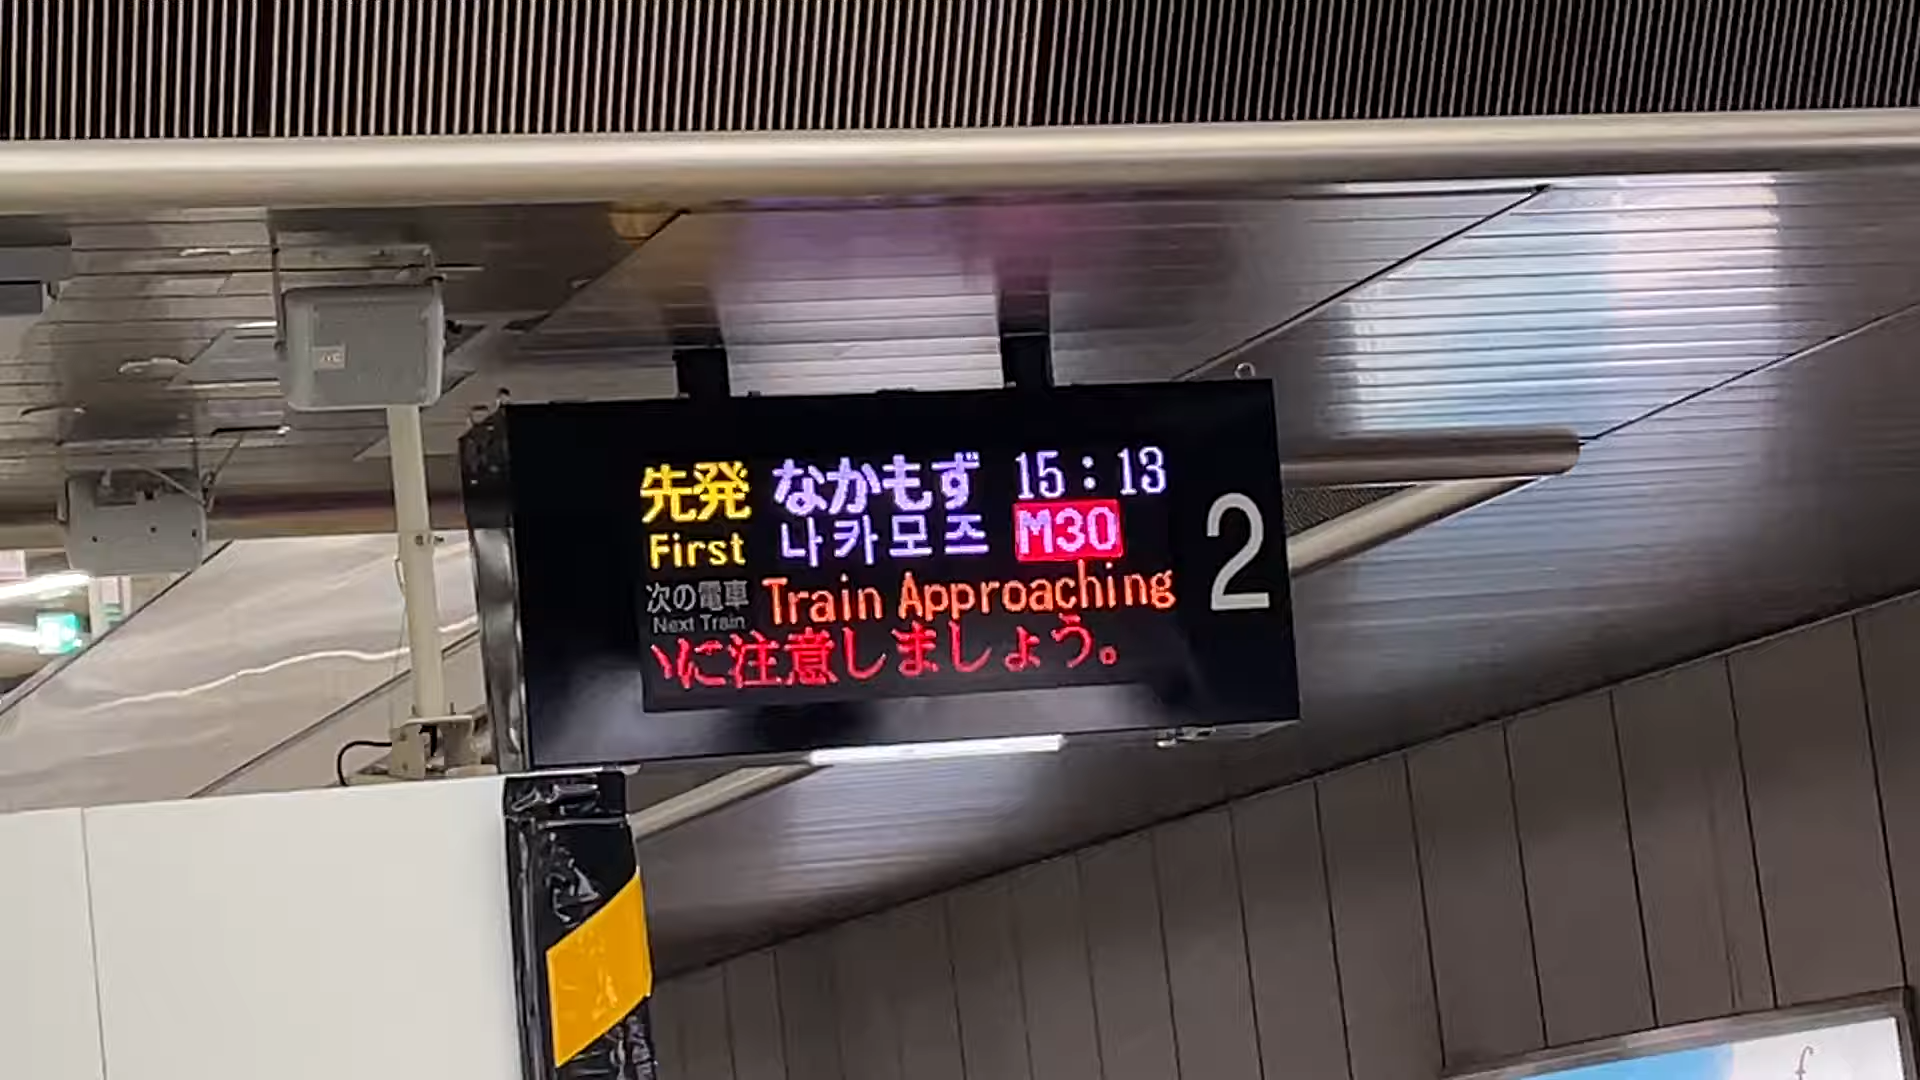 先発 なかもず 15:13
First 나카모즈 M30
2
次の電車 Train Approaching
Next Train
に注意しましょう。